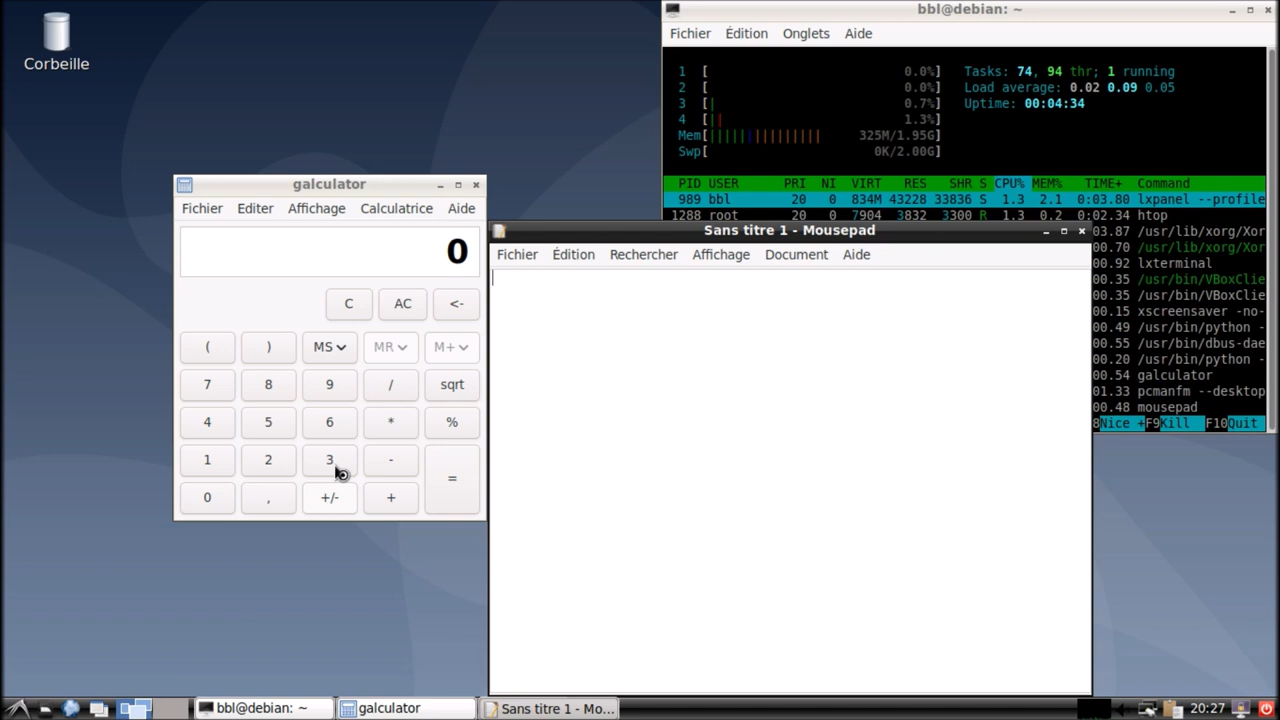 Corbeille
bbl@debian: ~
Fichier Édition Onglets Aide
1 [ 0.0%] Tasks: 74, 94 thr; 1 running
2 [ 0.0%] Load average: 0.02 0.09 0.05
3 [| 0.7%] Uptime: 00:04:34
4 [|| 1.3%]
Mem[||||||||||||||||| 325M/1.95G]
Swp[ 0K/2.00G]
PID USER PRI NI VIRT RES SHR S CPU% MEM% TIME+ Command
989 bbl 20 0 834M 43228 33836 S 1.3 2.1 0:03.80 lxpanel --profile
1288 root 20 0 7904 3832 3300 R 1.3 0.2 0:02.34 htop
03.87 /usr/lib/xorg/Xor
00.70 /usr/lib/xorg/Xor
00.92 lxterminal
00.35 /usr/bin/VBoxClie
00.35 /usr/bin/VBoxClie
00.15 xscreensaver -no-
00.49 /usr/bin/python -
00.55 /usr/bin/dbus-dae
00.20 /usr/bin/python -
00.54 galculator
01.33 pcmanfm --desktop
00.48 mousepad
8Nice +F9Kill F10Quit
galculator
Fichier Editer Affichage Calculatrice Aide
0
C AC <-
( ) MS MR M+
7 8 9 / sqrt
4 5 6 * %
1 2 3 - =
0 , +/- +
Sans titre 1 - Mousepad
Fichier Édition Rechercher Affichage Document Aide
bbl@debian: ~ galculator Sans titre 1 - Mo... 20:27